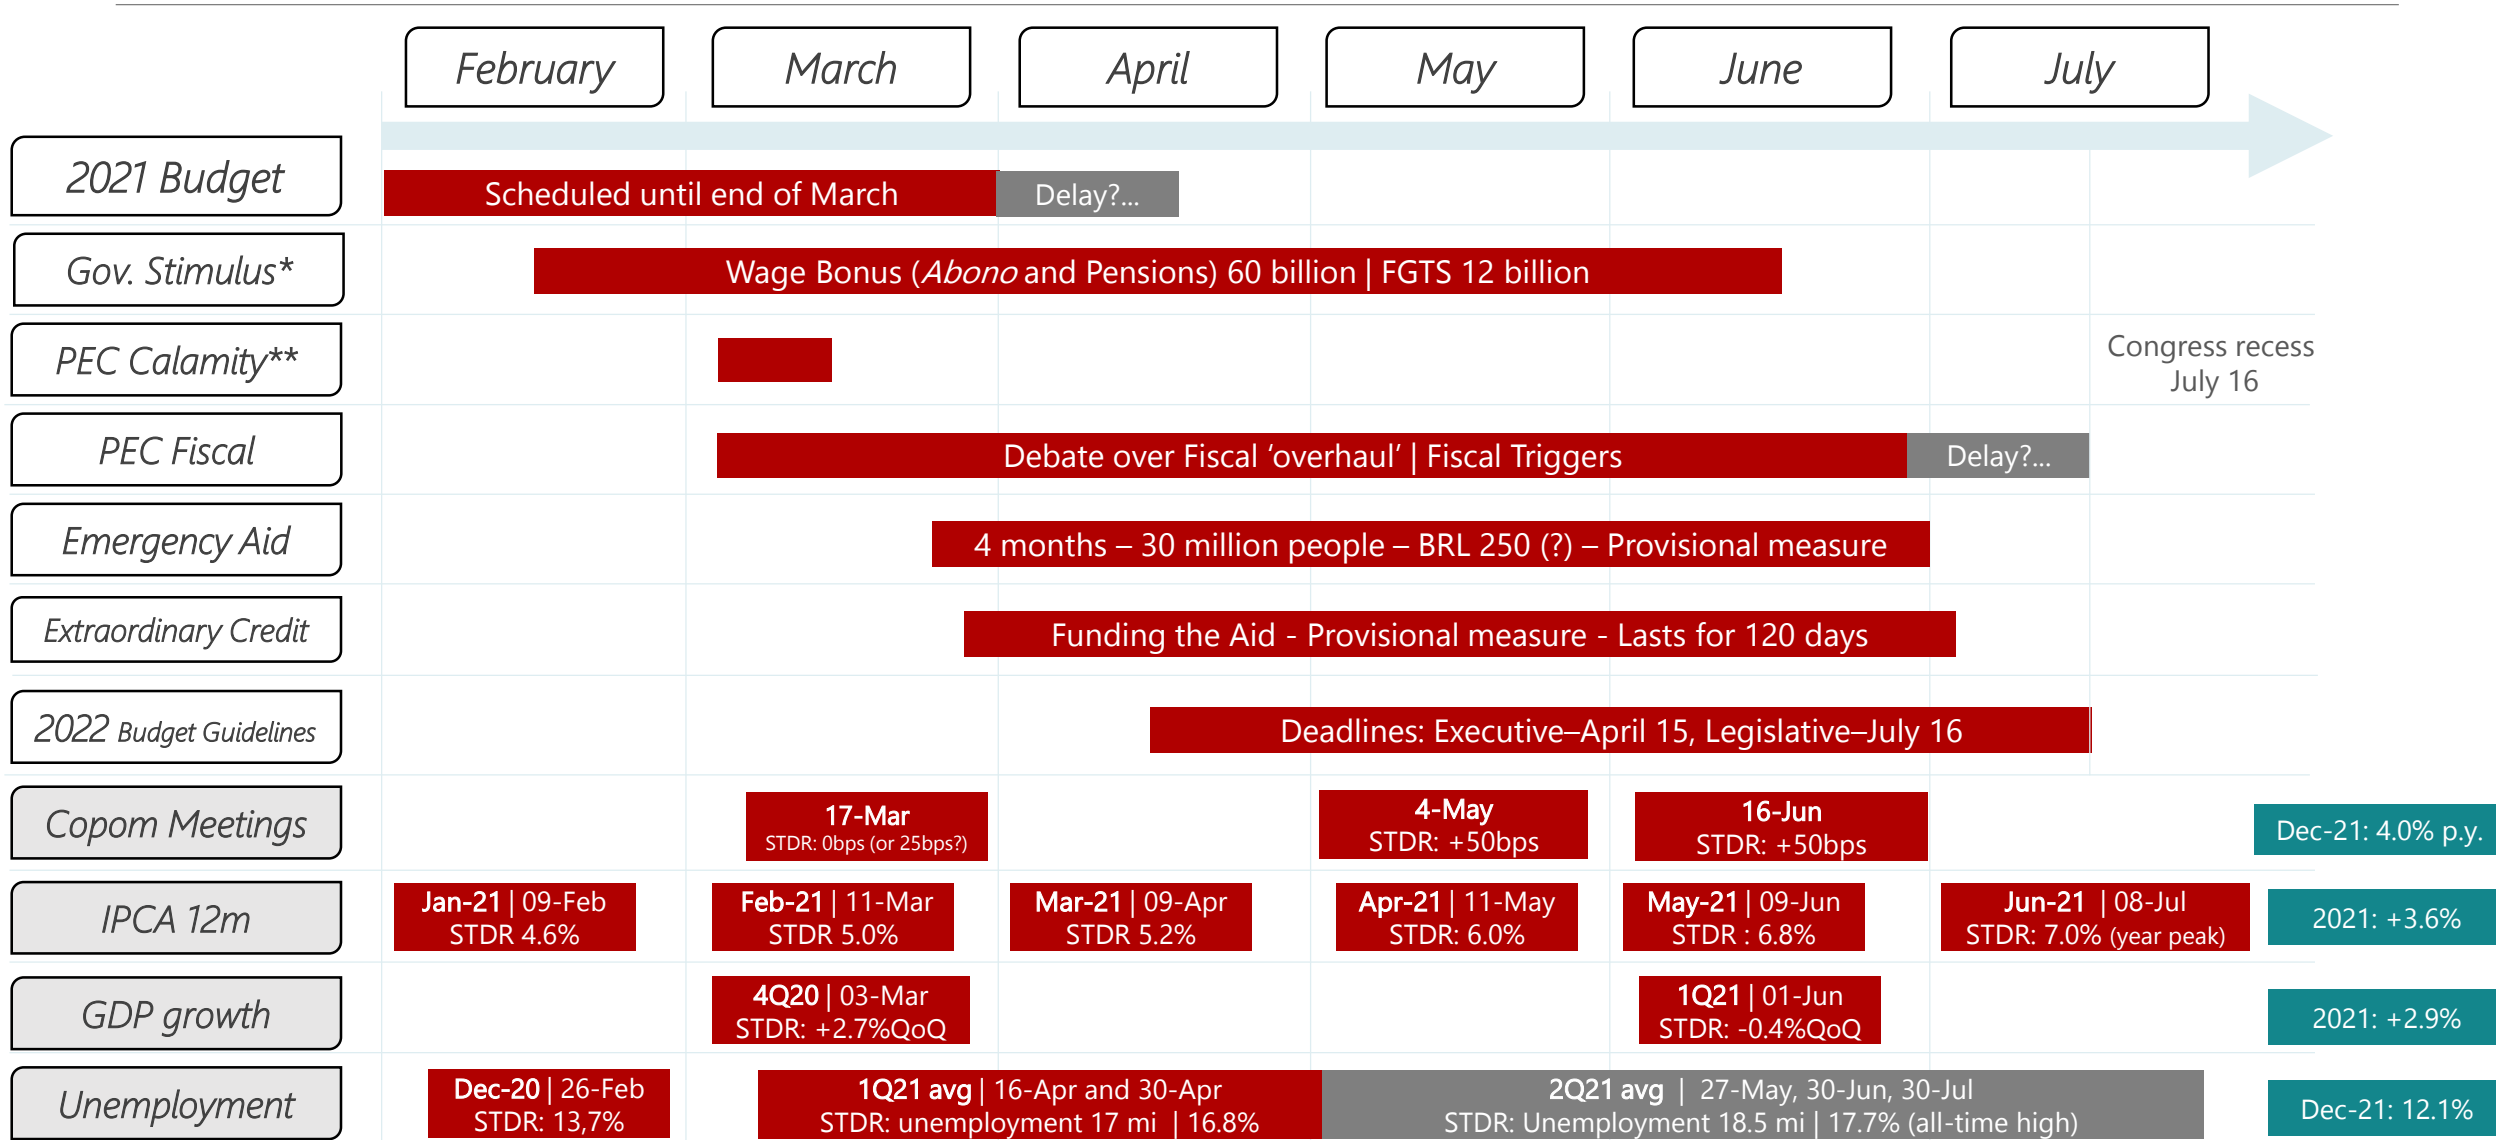 February
March
April
May
June
July
2021 Budget
Scheduled until end of March
Delay?...
Gov. Stimulus*
Wage Bonus (Abono and Pensions) 60 billion | FGTS 12 billion
PEC Calamity**
Congress recess
July 16
PEC Fiscal
Debate over Fiscal ‘overhaul’ | Fiscal Triggers
Delay?...
Emergency Aid
4 months – 30 million people – BRL 250 (?) – Provisional measure
Extraordinary Credit
Funding the Aid - Provisional measure - Lasts for 120 days
2022 Budget Guidelines
Deadlines: Executive–April 15, Legislative–July 16
Copom Meetings
17-Mar
STDR: 0bps (or 25bps?)
4-May
STDR: +50bps
16-Jun
STDR: +50bps
Dec-21: 4.0% p.y.
IPCA 12m
Jan-21 | 09-Feb
STDR 4.6%
Feb-21 | 11-Mar
STDR 5.0%
Mar-21 | 09-Apr
STDR 5.2%
Apr-21 | 11-May
STDR: 6.0%
May-21 | 09-Jun
STDR : 6.8%
Jun-21 | 08-Jul
STDR: 7.0% (year peak)
2021: +3.6%
GDP growth
4Q20 | 03-Mar
STDR: +2.7%QoQ
1Q21 | 01-Jun
STDR: -0.4%QoQ
2021: +2.9%
Unemployment
Dec-20 | 26-Feb
STDR: 13,7%
1Q21 avg | 16-Apr and 30-Apr
STDR: unemployment 17 mi | 16.8%
2Q21 avg | 27-May, 30-Jun, 30-Jul
STDR: Unemployment 18.5 mi | 17.7% (all-time high)
Dec-21: 12.1%